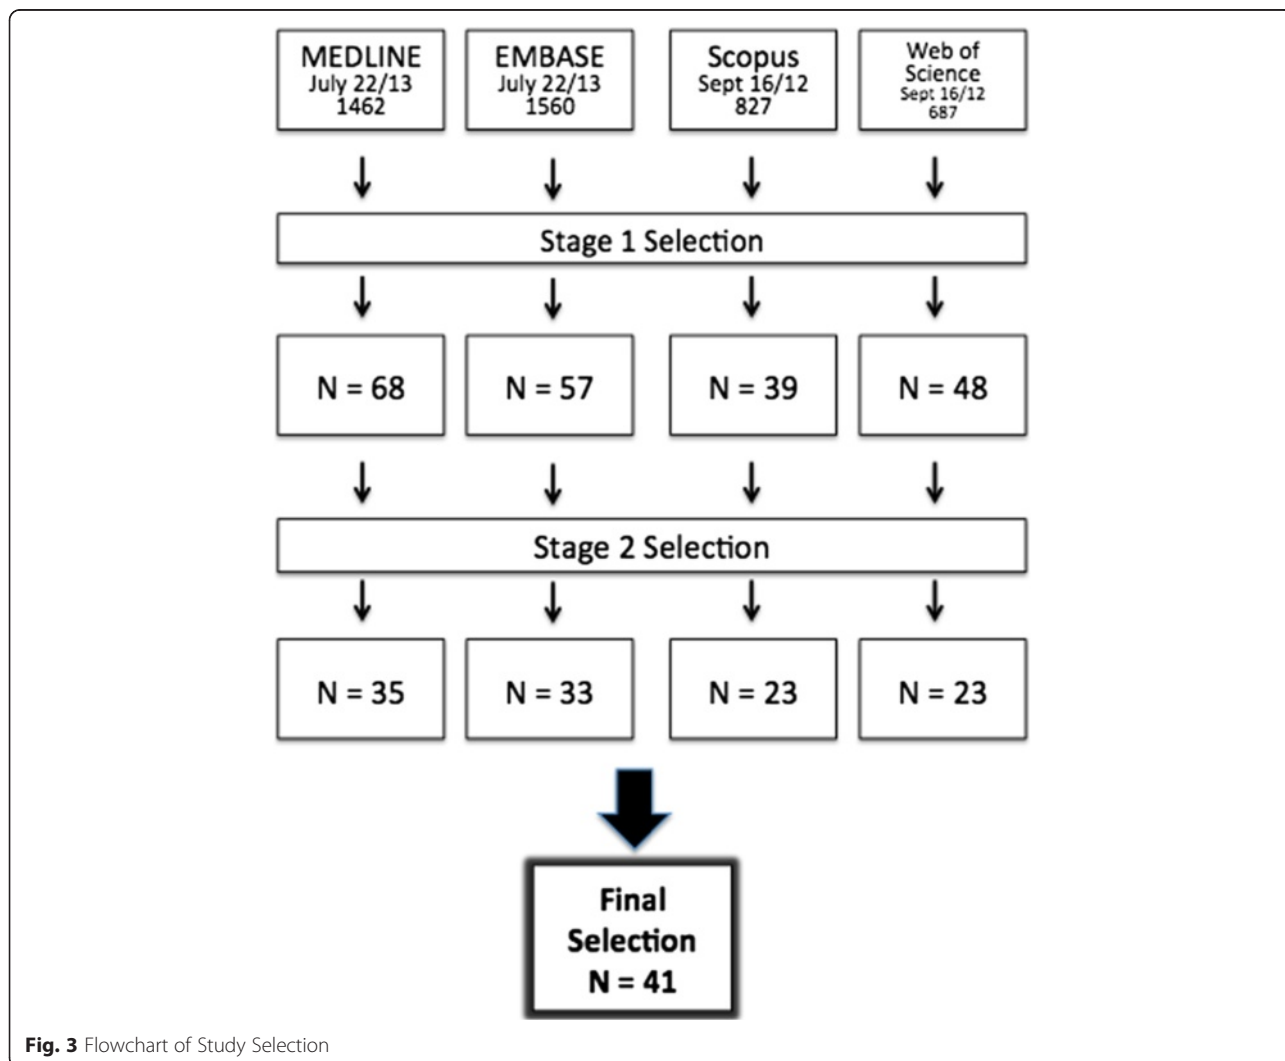 MEDLINE
July 22/13
1462
EMBASE
July 22/13
1560
Scopus
Sept 16/12
827
Web of
Science
Sept 16/12
687
Stage 1 Selection
N = 68
N = 57
N = 39
N = 48
Stage 2 Selection
N = 35
N = 33
N = 23
N = 23
Final
Selection
N = 41
Fig. 3 Flowchart of Study Selection